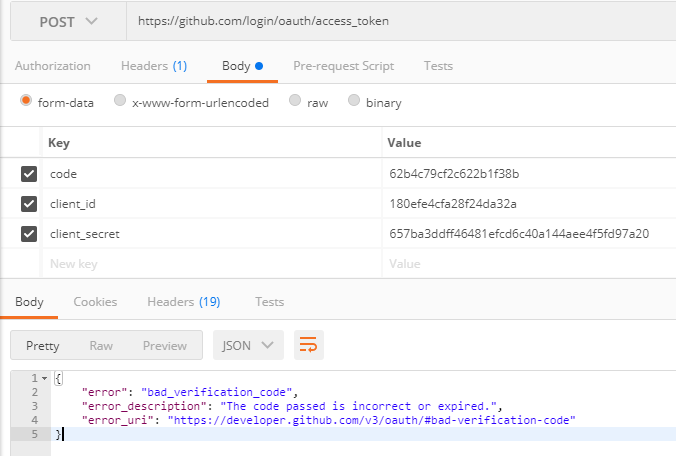 POST https://github.com/login/oauth/access_token
Authorization Headers (1) Body Pre-request Script Tests
form-data x-www-form-urlencoded raw binary
Key Value
code 62b4c79cf2c622b1f38b
client_id 180efe4cfa28f24da32a
client_secret 657ba3ddff46481efcd6c40a144aee4f5fd97a20
New key Value
Body Cookies Headers (19) Tests
Pretty Raw Preview JSON
1 {
2 "error": "bad_verification_code",
3 "error_description": "The code passed is incorrect or expired.",
4 "error_uri": "https://developer.github.com/v3/oauth/#bad-verification-code"
5 }